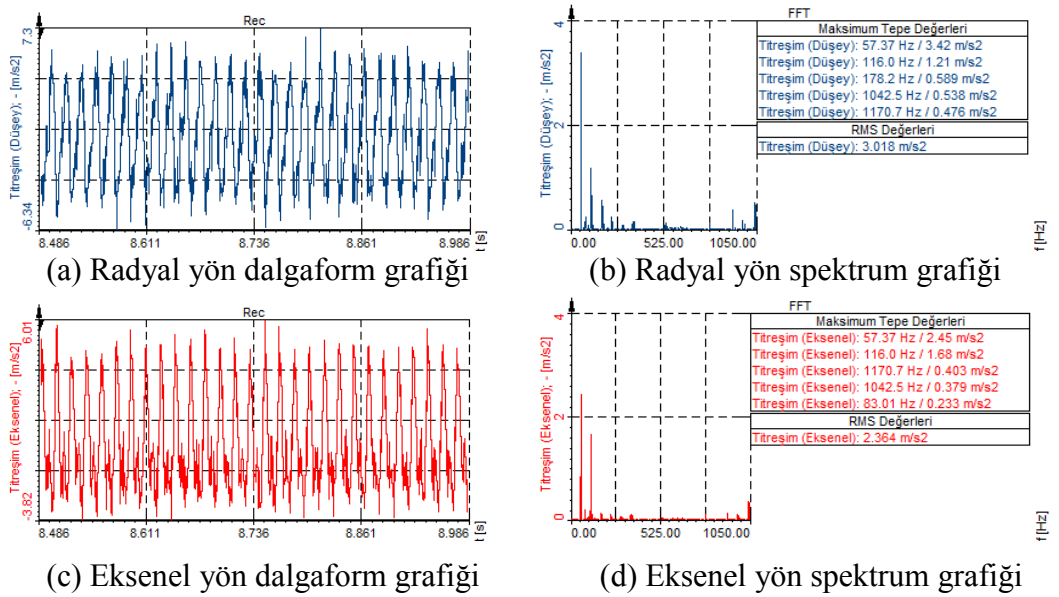 Rec
7.3
Titreşim (Düşey); - [m/s2]
-6.34
8.486 8.611 8.736 8.861 8.986
t [s]
(a) Radyal yön dalgaform grafiği
FFT
4
Titreşim (Düşey); - [m/s2]
2
0
0.00 525.00 1050.00
f [Hz]
Maksimum Tepe Değerleri
Titreşim (Düşey): 57.37 Hz / 3.42 m/s2
Titreşim (Düşey): 116.0 Hz / 1.21 m/s2
Titreşim (Düşey): 178.2 Hz / 0.589 m/s2
Titreşim (Düşey): 1042.5 Hz / 0.538 m/s2
Titreşim (Düşey): 1170.7 Hz / 0.476 m/s2
RMS Değerleri
Titreşim (Düşey): 3.018 m/s2
(b) Radyal yön spektrum grafiği
Rec
6.01
Titreşim (Eksenel); - [m/s2]
-3.82
8.486 8.611 8.736 8.861 8.986
t [s]
(c) Eksenel yön dalgaform grafiği
FFT
4
Titreşim (Eksenel); - [m/s2]
2
0
0.00 525.00 1050.00
f [Hz]
Maksimum Tepe Değerleri
Titreşim (Eksenel): 57.37 Hz / 2.45 m/s2
Titreşim (Eksenel): 116.0 Hz / 1.68 m/s2
Titreşim (Eksenel): 1170.7 Hz / 0.403 m/s2
Titreşim (Eksenel): 1042.5 Hz / 0.379 m/s2
Titreşim (Eksenel): 83.01 Hz / 0.233 m/s2
RMS Değerleri
Titreşim (Eksenel): 2.364 m/s2
(d) Eksenel yön spektrum grafiği